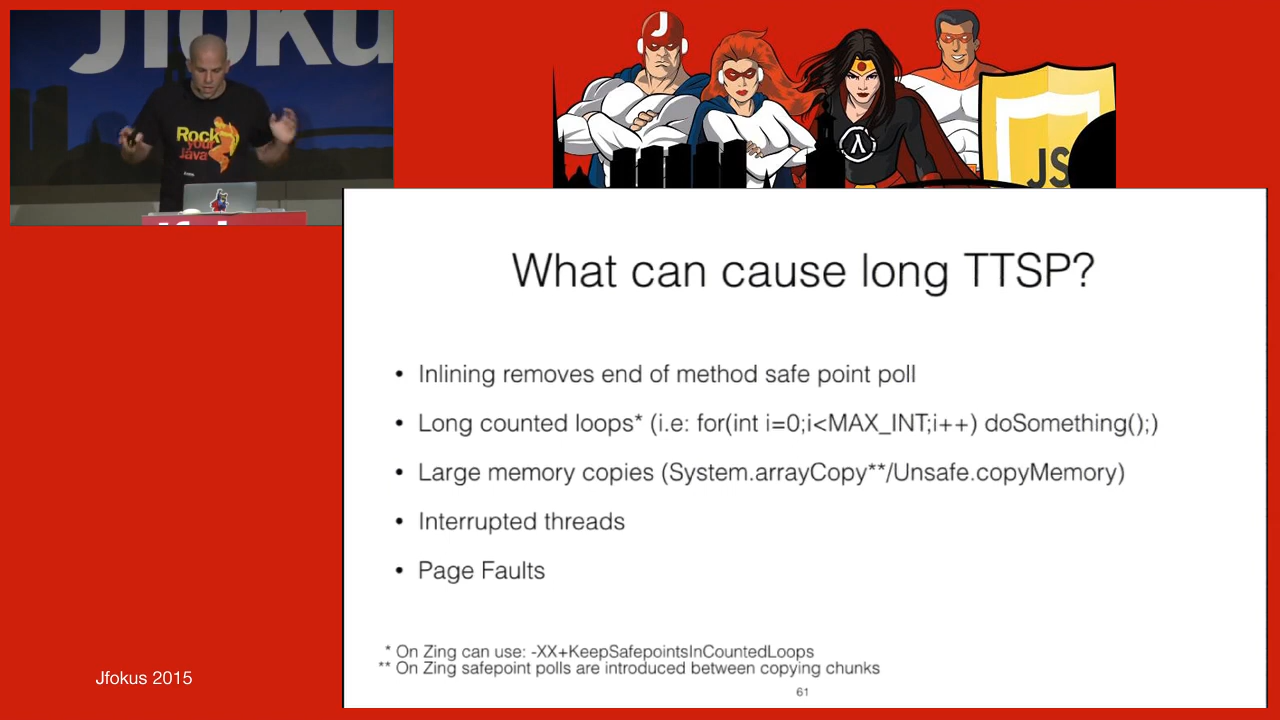 Jfoku
Rock
your
Java
J
JS
What can cause long TTSP?
• Inlining removes end of method safe point poll
• Long counted loops* (i.e: for(int i=0;i<MAX_INT;i++) doSomething();)
• Large memory copies (System.arrayCopy**/Unsafe.copyMemory)
• Interrupted threads
• Page Faults
* On Zing can use: -XX+KeepSafepointsInCountedLoops
** On Zing safepoint polls are introduced between copying chunks
61
Jfokus 2015